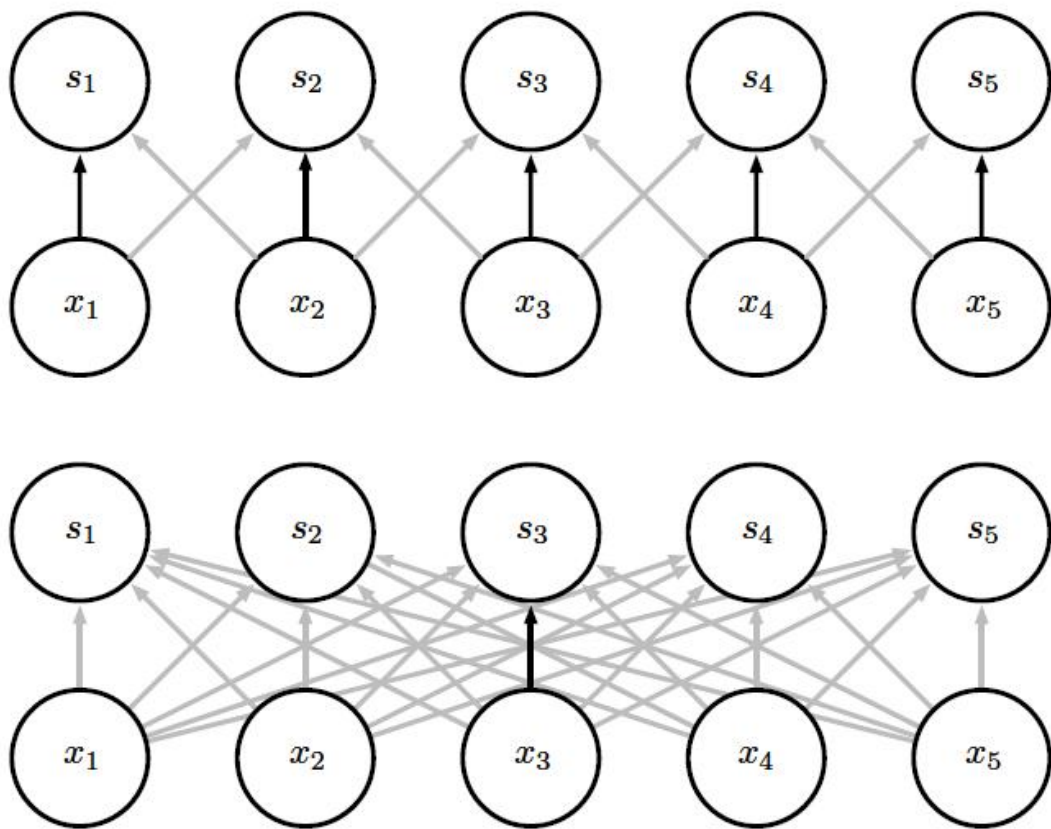 s₁ s₂ s₃ s₄ s₅
x₁ x₂ x₃ x₄ x₅
s₁ s₂ s₃ s₄ s₅
x₁ x₂ x₃ x₄ x₅